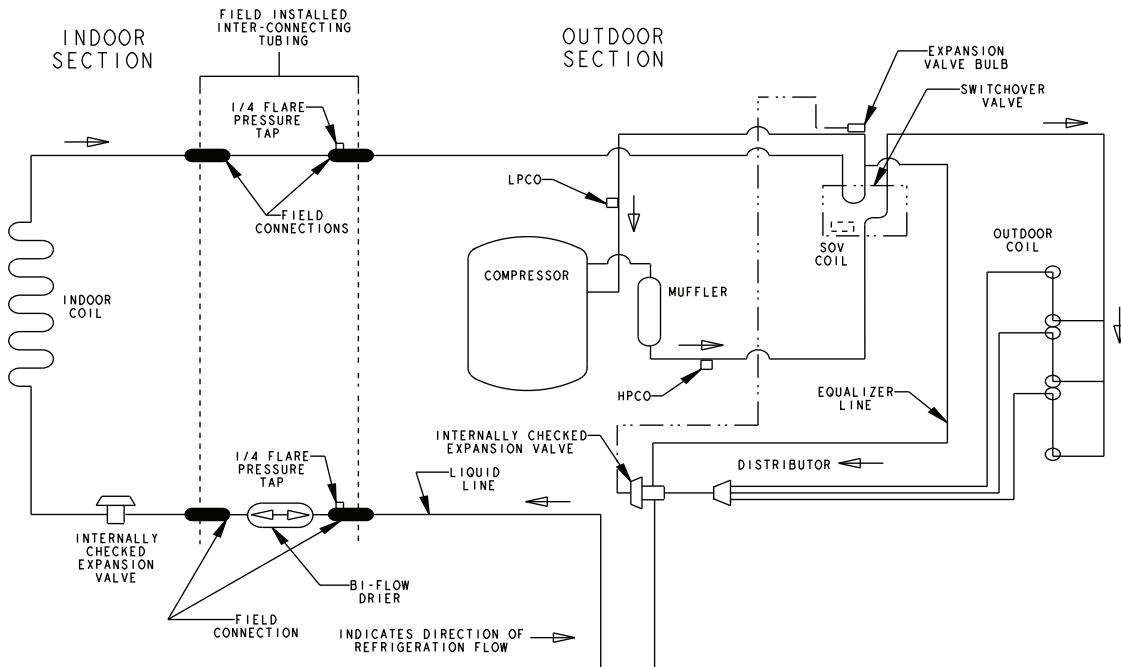 INDOOR
SECTION
FIELD INSTALLED
INTER-CONNECTING
TUBING
OUTDOOR
SECTION
EXPANSION
VALVE BULB
SWITCHOVER
VALVE
1/4 FLARE
PRESSURE
TAP
LPCO
FIELD
CONNECTIONS
SOV
COIL
OUTDOOR
COIL
COMPRESSOR
MUFFLER
INDOOR
COIL
HPCO
EQUALIZER
LINE
INTERNALLY CHECKED
EXPANSION VALVE
1/4 FLARE
PRESSURE
TAP
LIQUID
LINE
DISTRIBUTOR
INTERNALLY
CHECKED
EXPANSION
VALVE
BI-FLOW
DRIER
FIELD
CONNECTION
INDICATES DIRECTION OF
REFRIGERATION FLOW